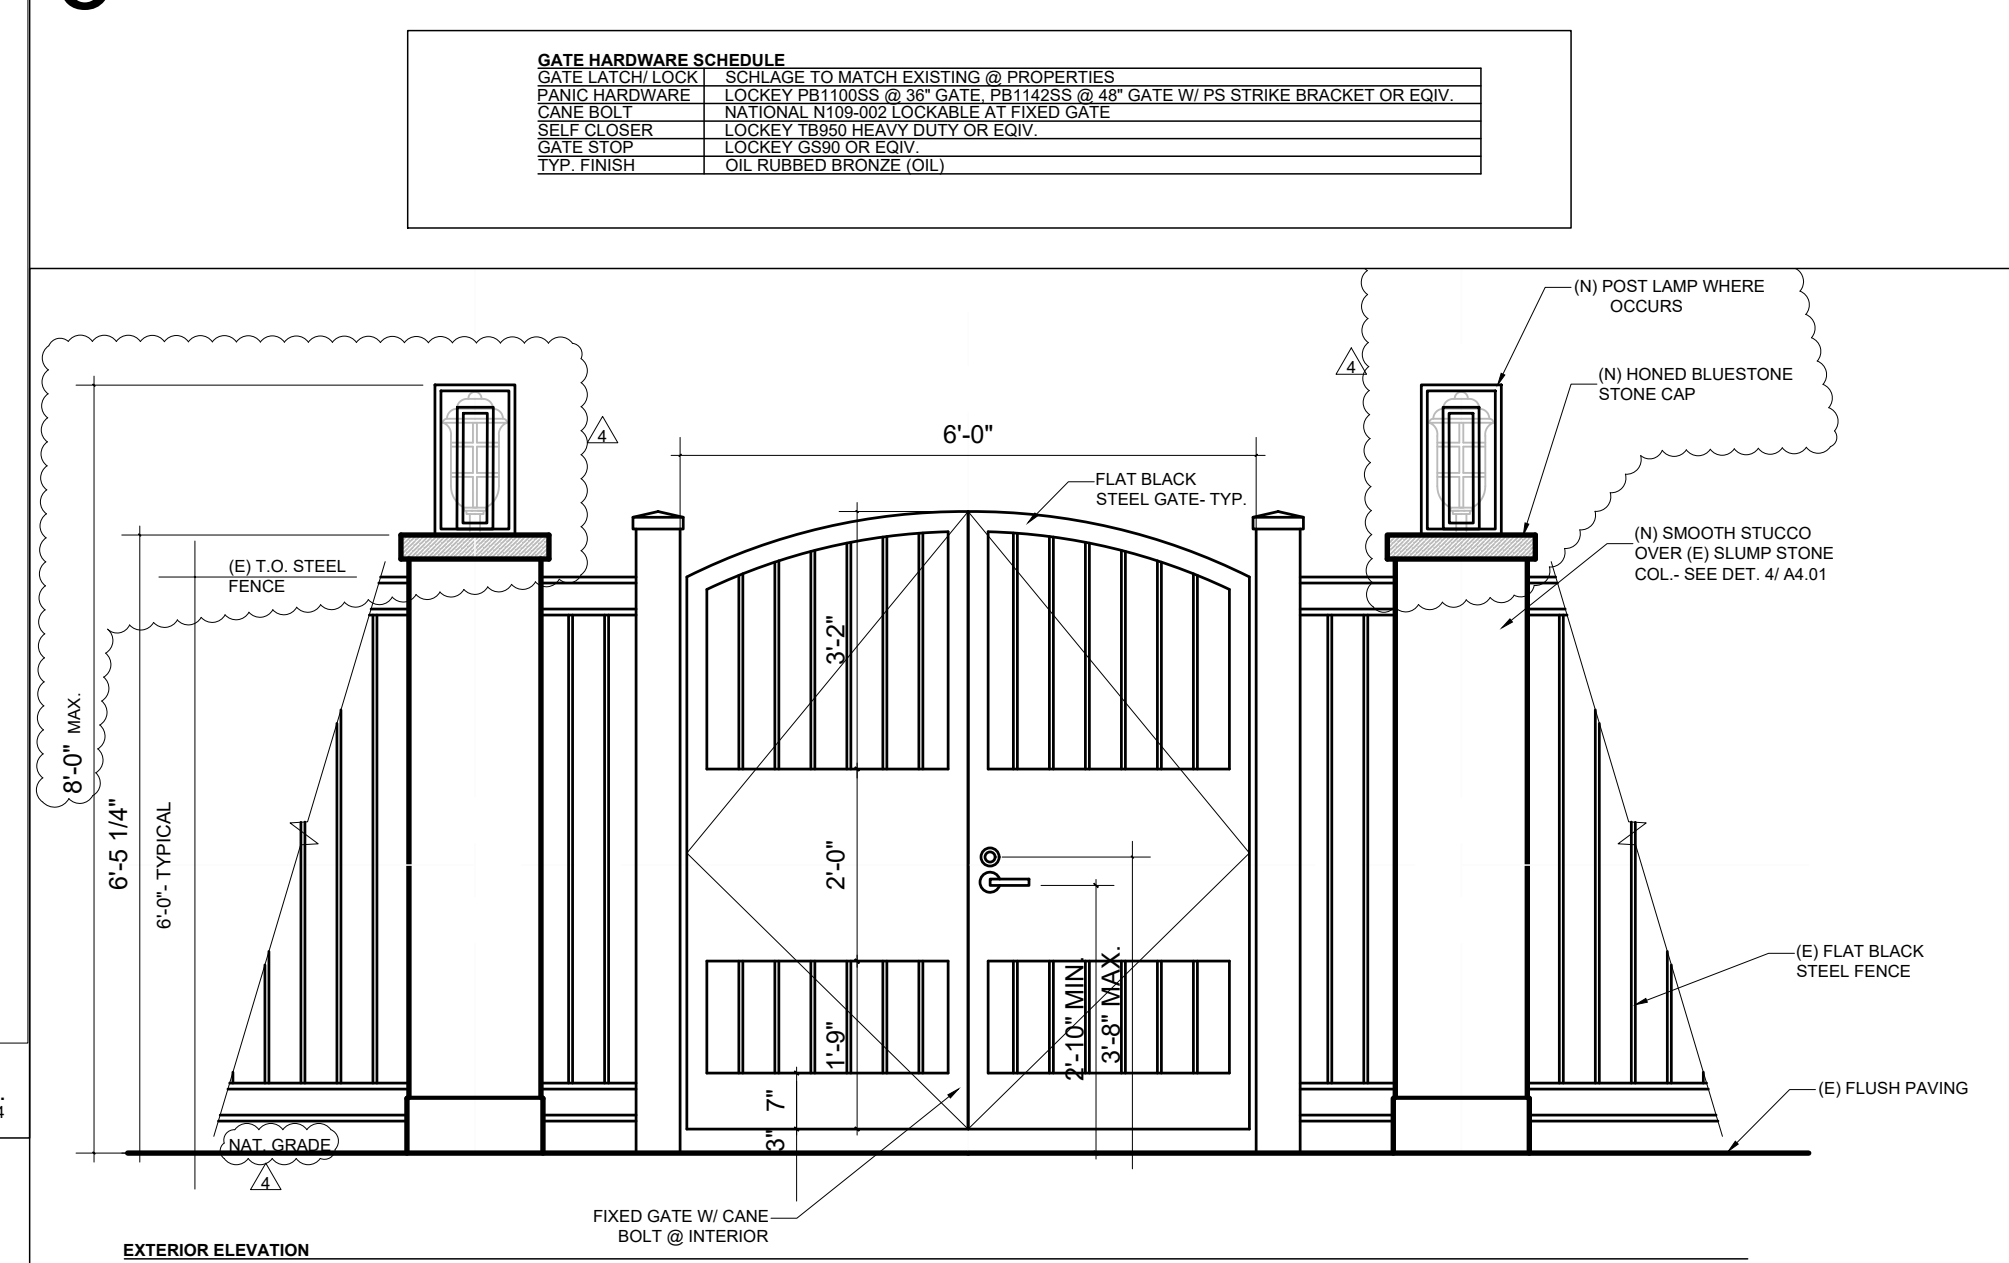 GATE HARDWARE SCHEDULE
GATE LATCH/ LOCK SCHLAGE TO MATCH EXISTING @ PROPERTIES
PANIC HARDWARE LOCKEY PB1100SS @ 36" GATE, PB1142SS @ 48" GATE W/ PS STRIKE BRACKET OR EQIV.
CANE BOLT NATIONAL N109-002 LOCKABLE AT FIXED GATE
SELF CLOSER LOCKEY TB950 HEAVY DUTY OR EQIV.
GATE STOP LOCKEY GS90 OR EQIV.
TYP. FINISH OIL RUBBED BRONZE (OIL)
(N) POST LAMP WHERE
OCCURS
4
(N) HONED BLUESTONE
STONE CAP
4
6'-0"
FLAT BLACK
STEEL GATE- TYP.
(N) SMOOTH STUCCO
OVER (E) SLUMP STONE
COL.- SEE DET. 4/ A4.01
(E) T.O. STEEL
FENCE
8'-0" MAX.
6'-5 1/4"
6'-0"- TYPICAL
3'-2"
2'-0"
1'-9"
7"
3"
2'-10" MIN.
3'-8" MAX.
(E) FLAT BLACK
STEEL FENCE
(E) FLUSH PAVING
NAT. GRADE
4
FIXED GATE W/ CANE
BOLT @ INTERIOR
EXTERIOR ELEVATION
4